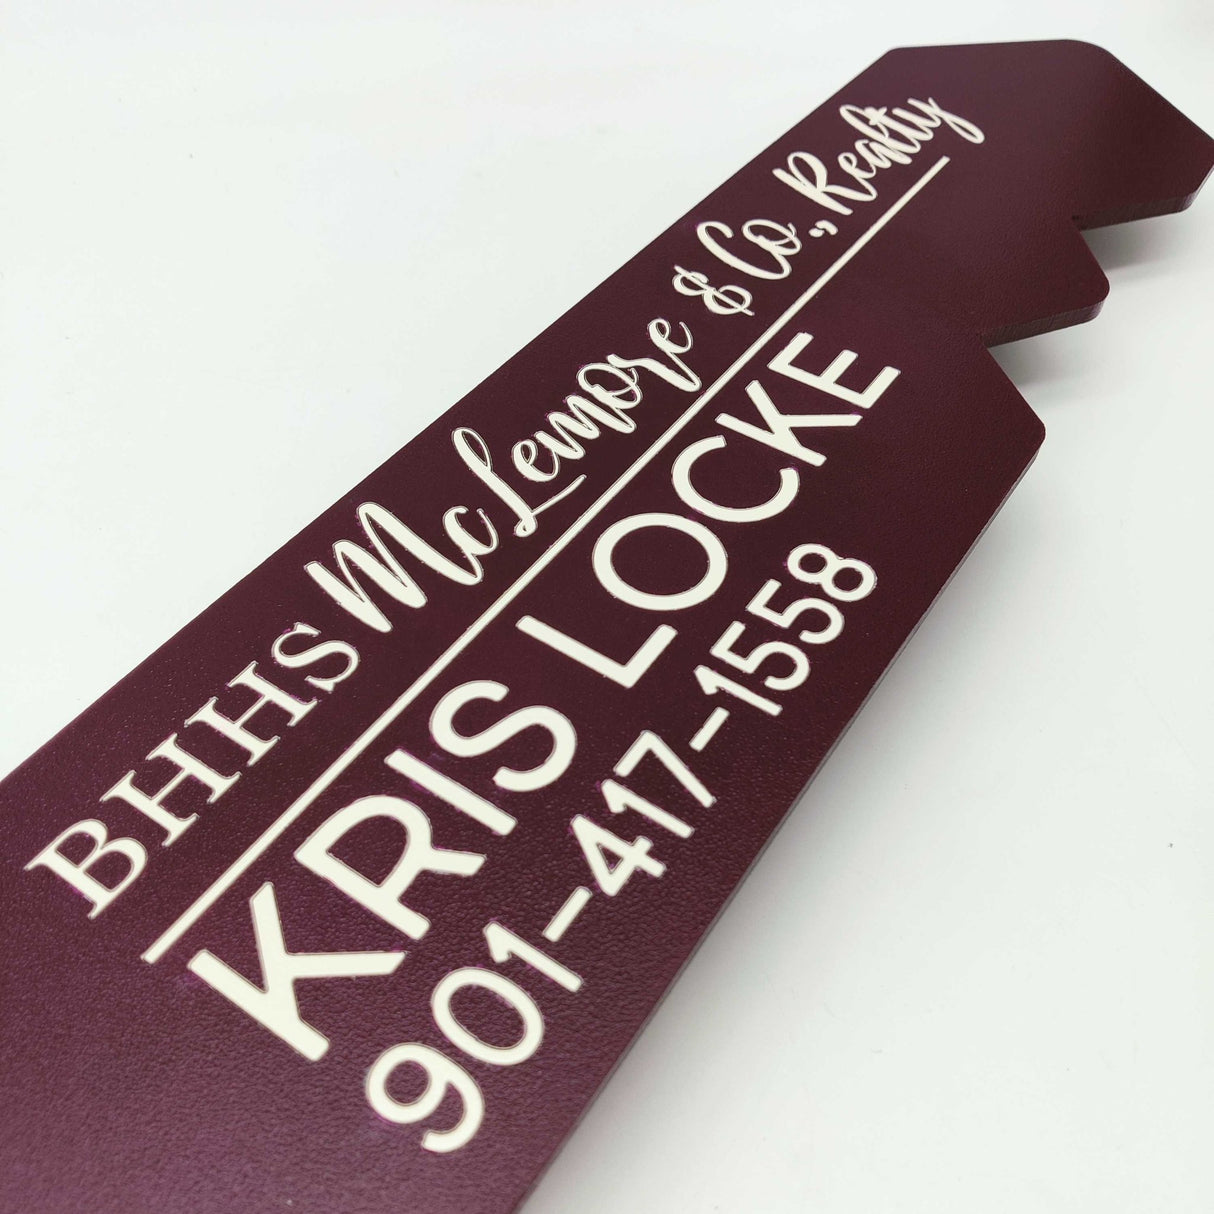 BHHS McLemore & Co., Realty
KRIS LOCKE
901-417-1558